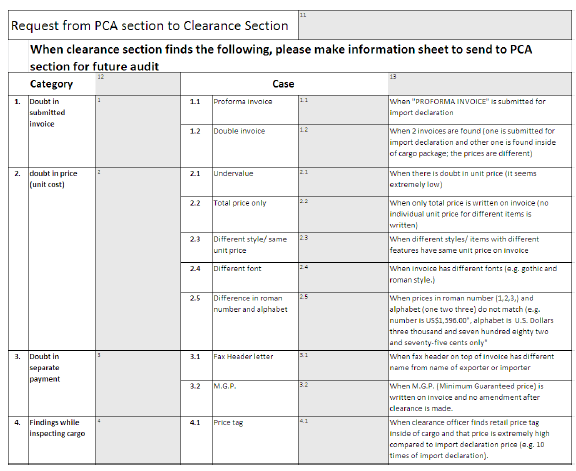 Request from PCA section to Clearance Section
11
When clearance section finds the following, please make information sheet to send to PCA
section for future audit
Category
12
Case
13
1. Doubt in
submitted
invoice
1
1.1 Proforma invoice
1.1
When "PROFORMA INVOICE" is submitted for
import declaration
1.2 Double invoice
1.2
When 2 invoices are found (one is submitted for
import declaration and other one is found inside
of cargo package; the prices are different)
2. doubt in price
(unit cost)
2
2.1 Undervalue
2.1
When there is doubt in unit price (it seems
extremely low)
2.2 Total price only
2.2
When only total price is written on invoice (no
individual unit price for different items is
written)
2.3 Different style/ same
unit price
2.3
When different styles/ items with different
features have same unit price on invoice
2.4 Different font
2.4
When invoice has different fonts (e.g. gothic and
roman style.)
2.5 Difference in roman
number and alphabet
2.5
When prices in roman number (1,2,3,) and
alphabet (one two three) do not match (e.g.
number is US$1,596.00", alphabet is U.S. Dollars
three thousand and seven hundred eighty two
and seventy-five cents only"
3. Doubt in
separate
payment
3
3.1 Fax Header letter
3.1
When fax header on top of invoice has different
name from name of exporter or importer
3.2 M.G.P.
3.2
When M.G.P. (Minimum Guaranteed price) is
written on invoice and no amendment after
clearance is made.
4. Findings while
inspecting cargo
4
4.1 Price tag
4.1
When clearance officer finds retail price tag
inside of cargo and that price is extremely high
compared to import declaration price (e.g. 10
times of import declaration).